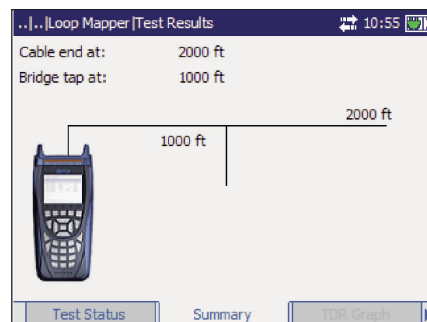 ..|..|Loop Mapper|Test Results 10:55
Cable end at: 2000 ft
Bridge tap at: 1000 ft
2000 ft
1000 ft
Test Status Summary TDR Graph